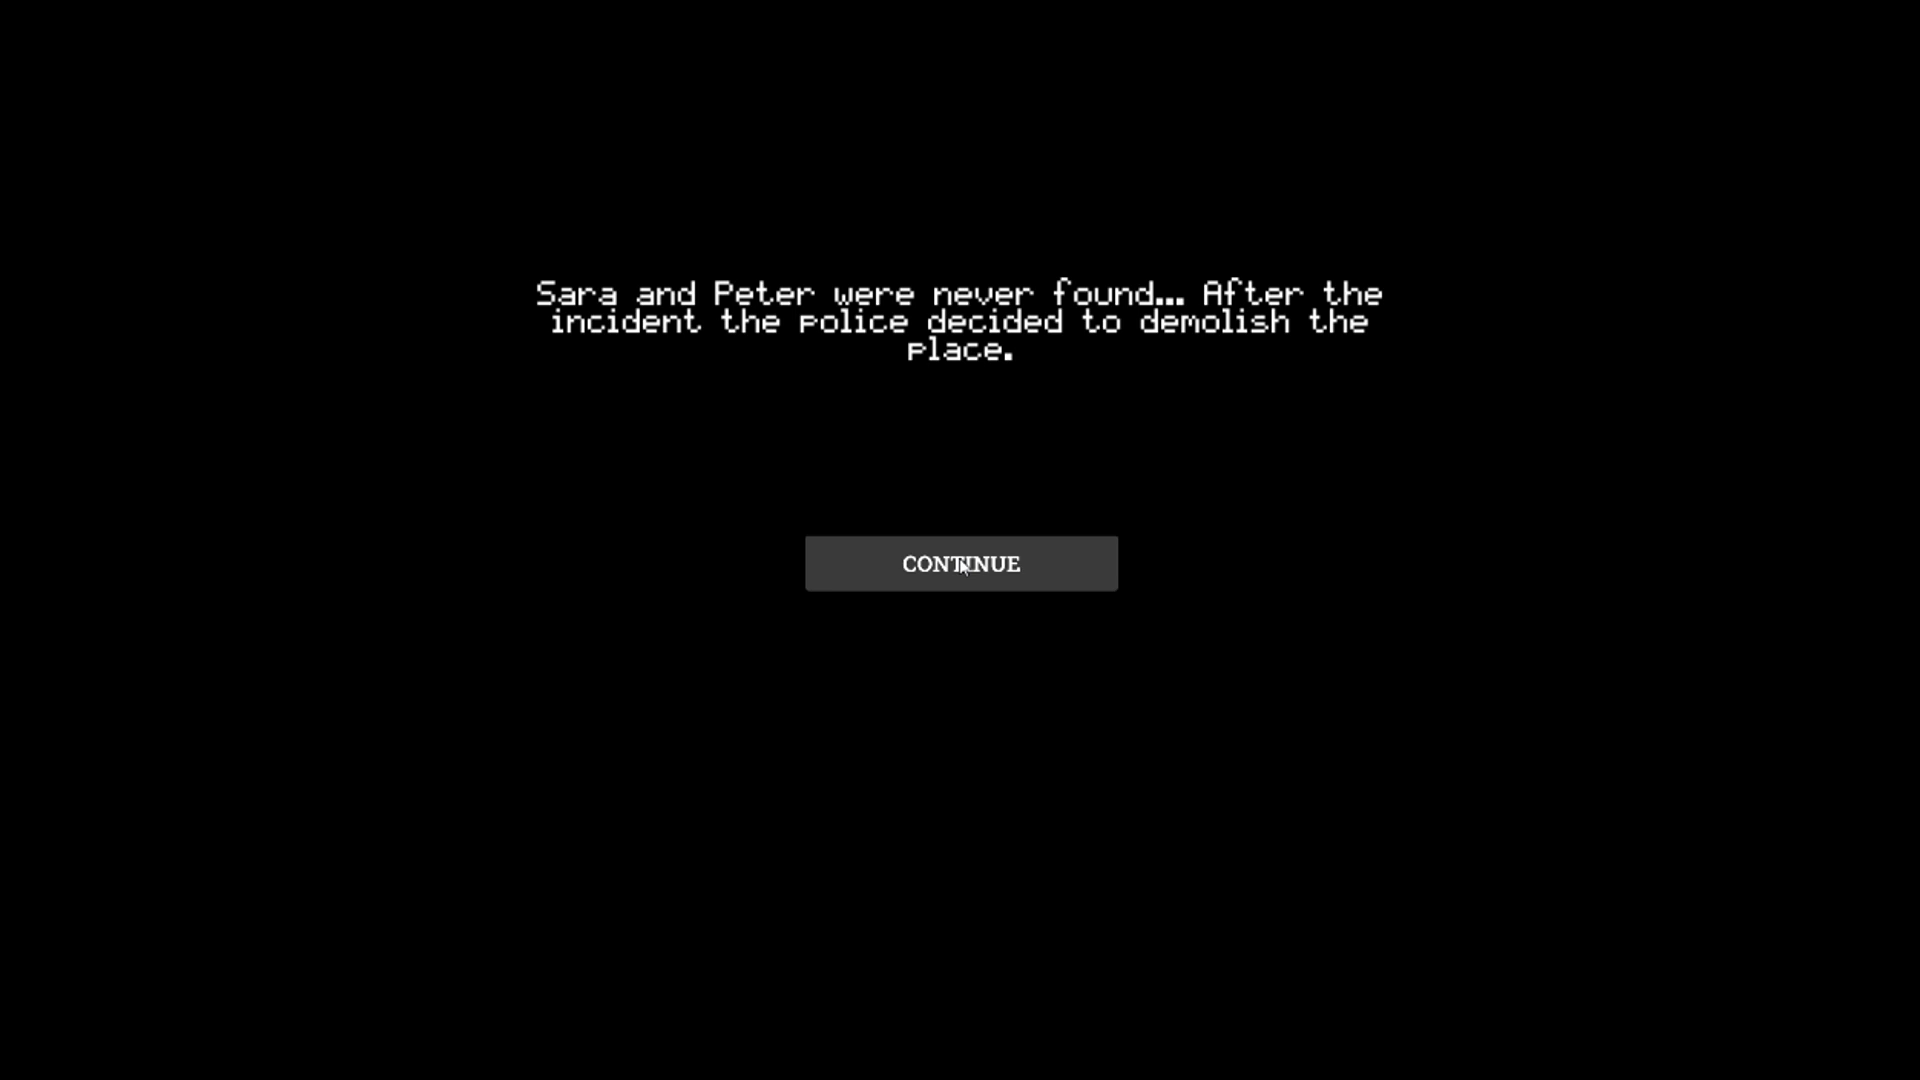 Sara and Peter were never found... After the
incident the police decided to demolish the
place.
CONTINUE